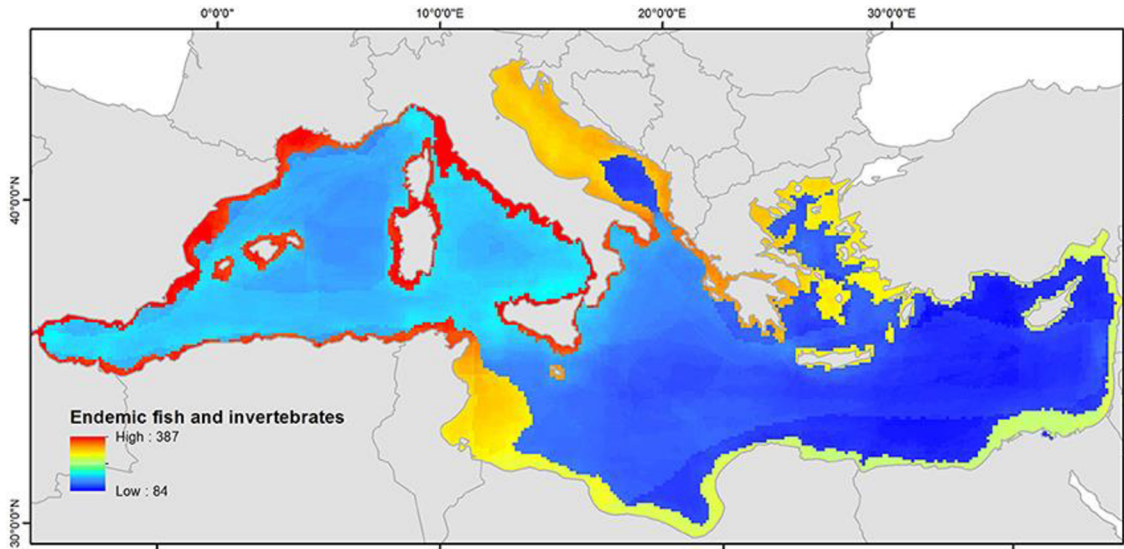 0°0'0" 10°0'0"E 20°0'0"E 30°0'0"E
40°0'0"N
30°0'0"N
Endemic fish and invertebrates
High : 387
Low : 84